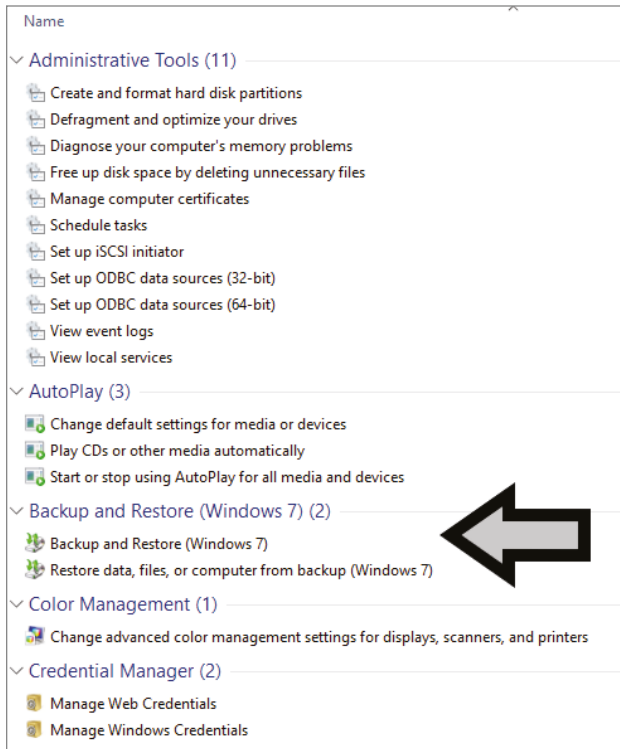 Name
Administrative Tools (11)
Create and format hard disk partitions
Defragment and optimize your drives
Diagnose your computer's memory problems
Free up disk space by deleting unnecessary files
Manage computer certificates
Schedule tasks
Set up iSCSI initiator
Set up ODBC data sources (32-bit)
Set up ODBC data sources (64-bit)
View event logs
View local services
AutoPlay (3)
Change default settings for media or devices
Play CDs or other media automatically
Start or stop using AutoPlay for all media and devices
Backup and Restore (Windows 7) (2)
Backup and Restore (Windows 7)
Restore data, files, or computer from backup (Windows 7)
Color Management (1)
Change advanced color management settings for displays, scanners, and printers
Credential Manager (2)
Manage Web Credentials
Manage Windows Credentials